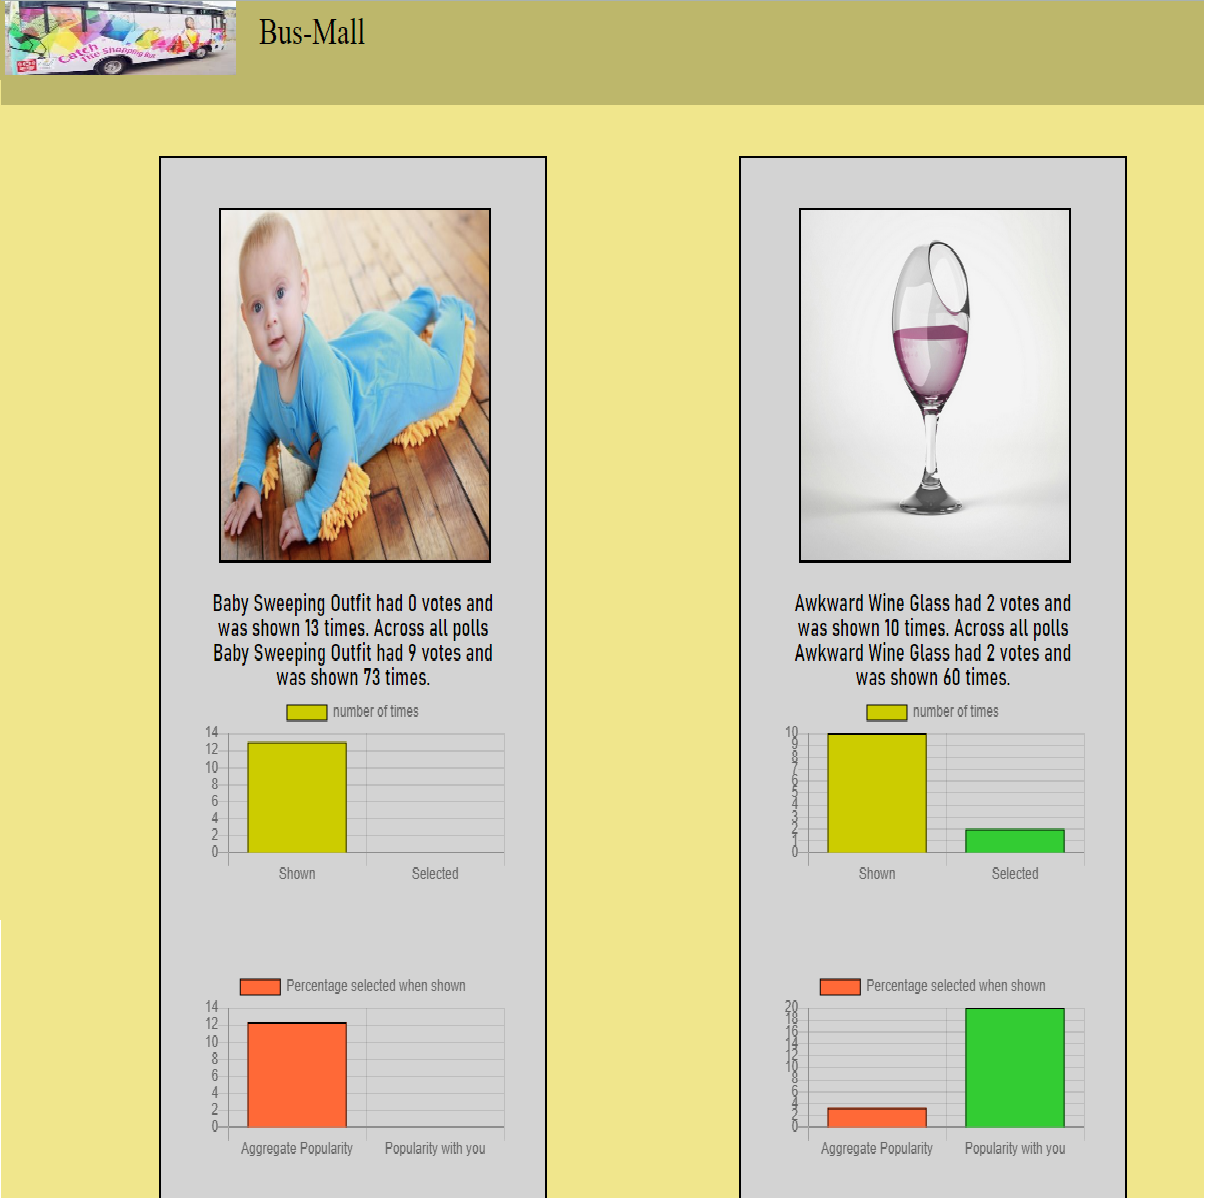 Catch
the shopping Bus
Bus-Mall
Baby Sweeping Outfit had 0 votes and
was shown 13 times. Across all polls
Baby Sweeping Outfit had 9 votes and
was shown 73 times.
number of times
14
12
10
8
6
4
2
0
Shown Selected
Percentage selected when shown
14
12
10
8
6
4
2
0
Aggregate Popularity Popularity with you
Awkward Wine Glass had 2 votes and
was shown 10 times. Across all polls
Awkward Wine Glass had 2 votes and
was shown 60 times.
number of times
10
9
8
7
6
5
4
3
2
1
0
Shown Selected
Percentage selected when shown
20
18
16
14
12
10
8
6
4
2
0
Aggregate Popularity Popularity with you